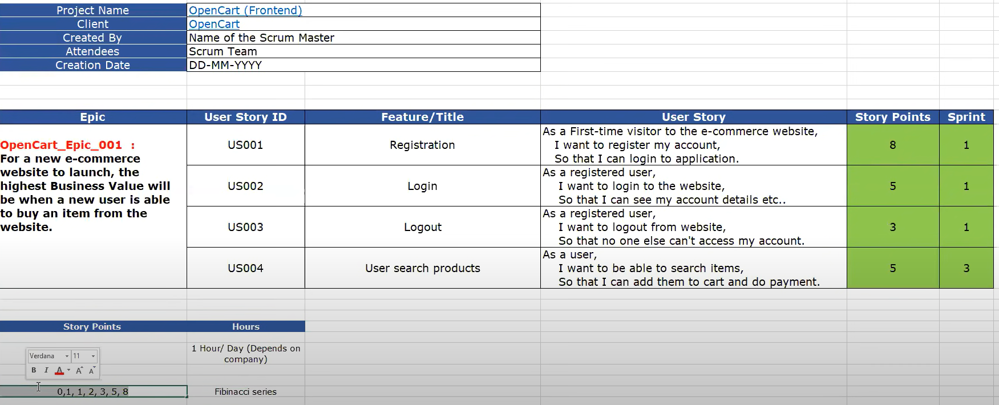 Project Name
OpenCart (Frontend)
Client
OpenCart
Created By
Name of the Scrum Master
Attendees
Scrum Team
Creation Date
DD-MM-YYYY
Epic
User Story ID
Feature/Title
User Story
Story Points
Sprint
OpenCart_Epic_001 :
For a new e-commerce
website to launch, the
highest Business Value will
be when a new user is able
to buy an item from the
website.
US001
Registration
As a First-time visitor to the e-commerce website,
I want to register my account,
So that I can login to application.
8
1
US002
Login
As a registered user,
I want to login to the website,
So that I can see my account details etc..
5
1
US003
Logout
As a registered user,
I want to logout from website,
So that no one else can't access my account.
3
1
US004
User search products
As a user,
I want to be able to search items,
So that I can add them to cart and do payment.
5
3
Story Points
Hours
1 Hour/ Day (Depends on
company)
Verdana
11
B I A A A
0,1, 1, 2, 3, 5, 8
Fibinacci series